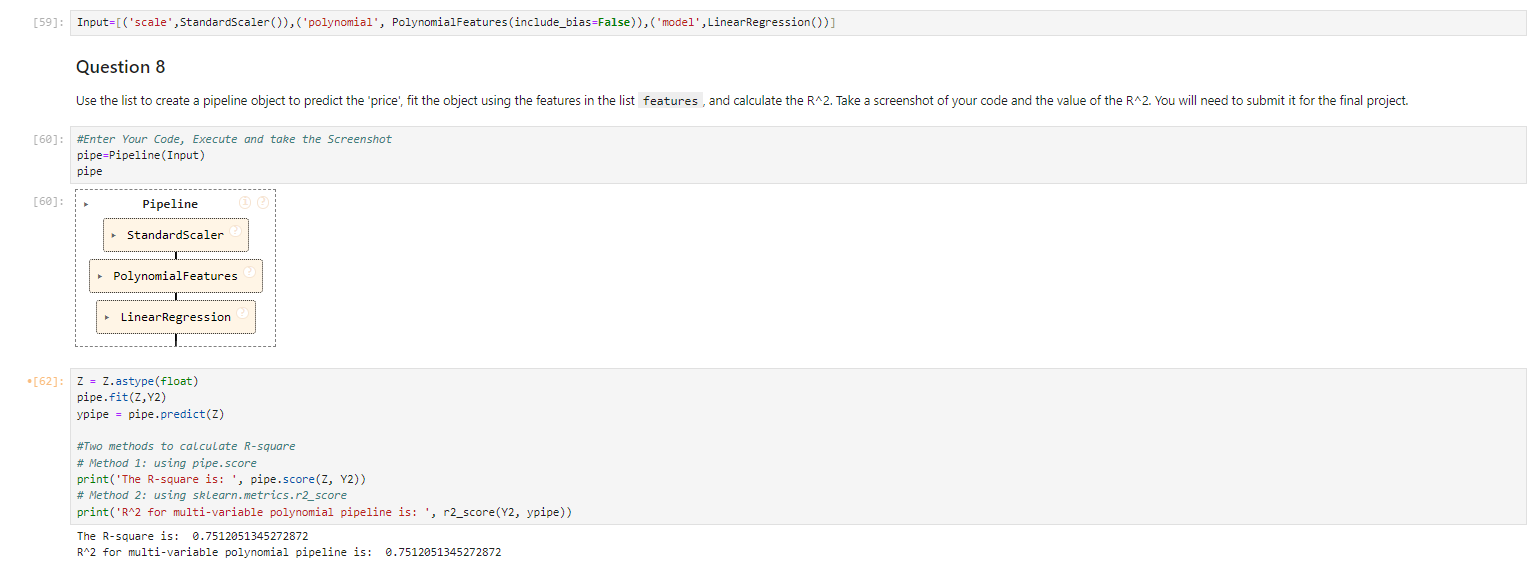 [59]: Input=[('scale',StandardScaler()),('polynomial', PolynomialFeatures(include_bias=False)),('model',LinearRegression())]
Question 8
Use the list to create a pipeline object to predict the 'price', fit the object using the features in the list features, and calculate the R^2. Take a screenshot of your code and the value of the R^2. You will need to submit it for the final project.
[60]: #Enter Your Code, Execute and take the Screenshot
pipe=Pipeline(Input)
pipe
[60]: ▸ Pipeline i ?
▸ StandardScaler ?
▸ PolynomialFeatures ?
▸ LinearRegression ?
•[62]: Z = Z.astype(float)
pipe.fit(Z,Y2)
ypipe = pipe.predict(Z)
#Two methods to calculate R-square
# Method 1: using pipe.score
print('The R-square is: ', pipe.score(Z, Y2))
# Method 2: using sklearn.metrics.r2_score
print('R^2 for multi-variable polynomial pipeline is: ', r2_score(Y2, ypipe))
The R-square is:  0.7512051345272872
R^2 for multi-variable polynomial pipeline is:  0.7512051345272872